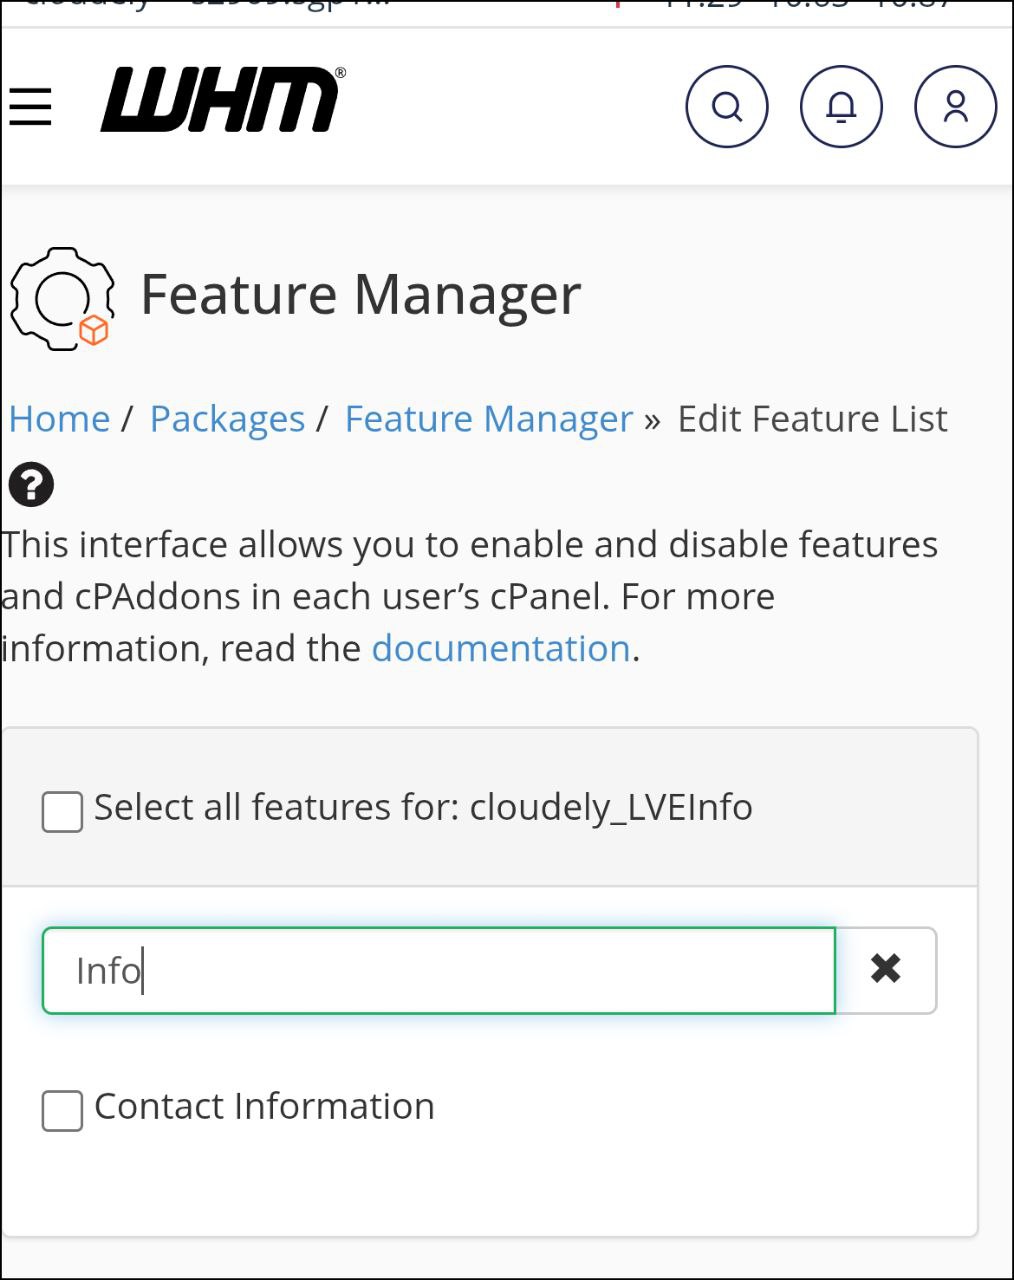 WHM®
Feature Manager
Home / Packages / Feature Manager » Edit Feature List
?
This interface allows you to enable and disable features
and cPAddons in each user’s cPanel. For more
information, read the documentation.
Select all features for: cloudely_LVEInfo
Info
Contact Information